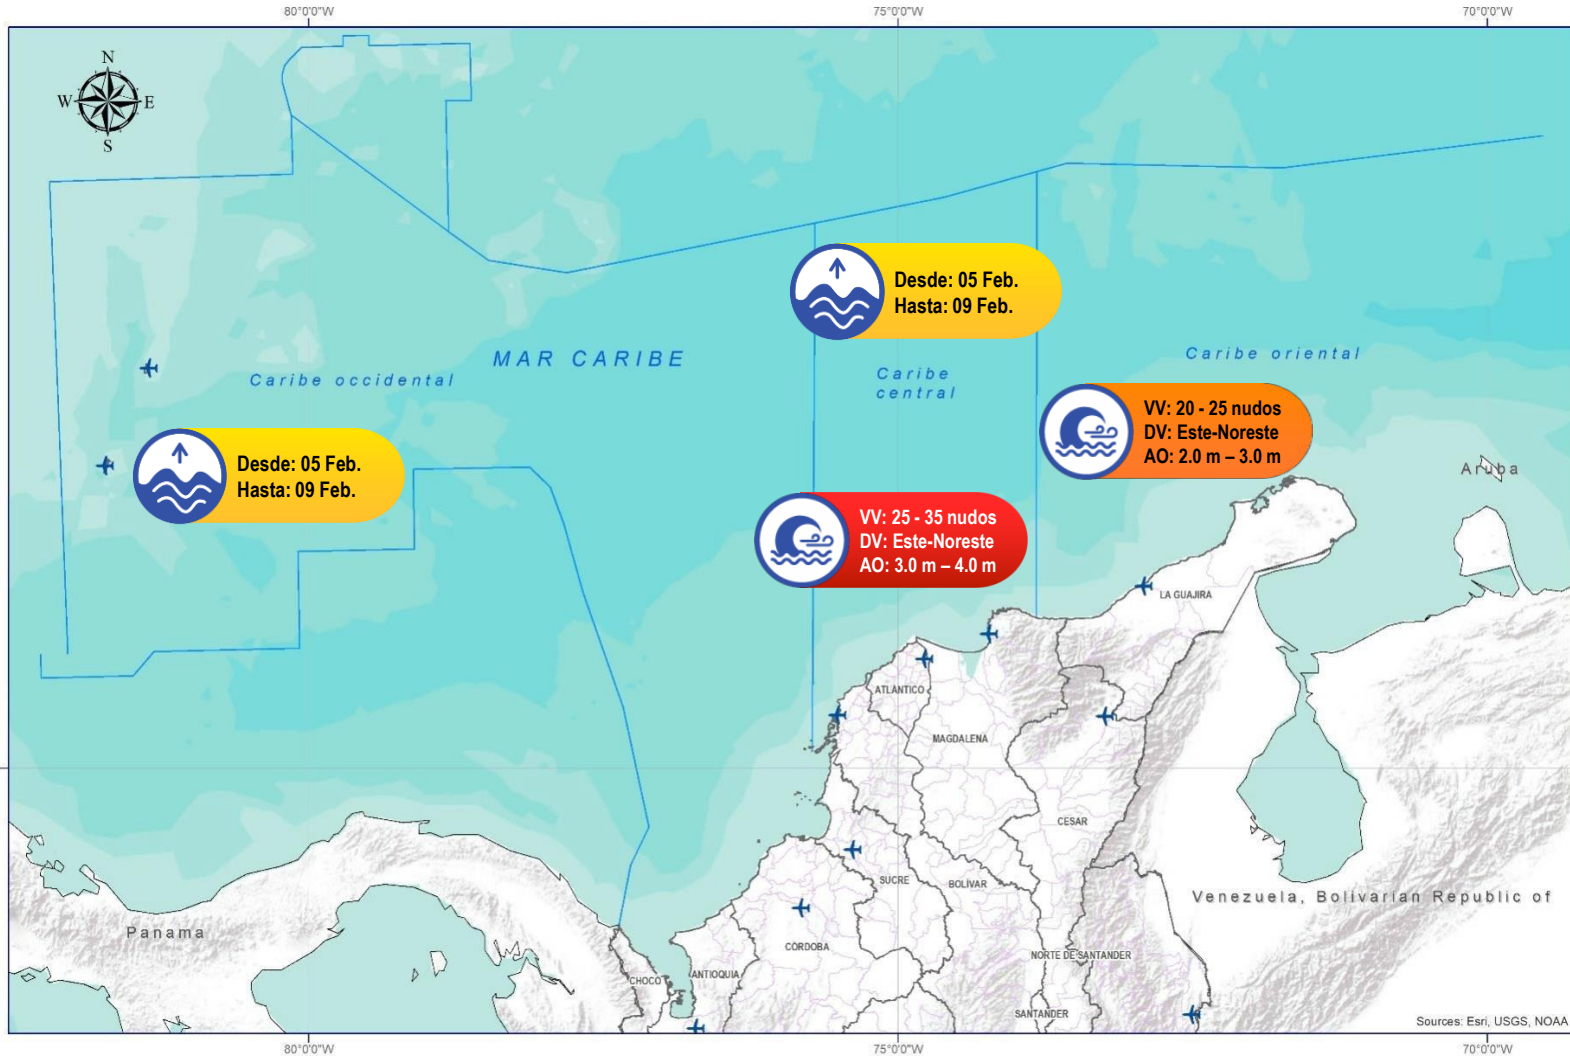 80°0'0"W
75°0'0"W
70°0'0"W
N
W
E
S
Desde: 05 Feb.
Hasta: 09 Feb.
MAR CARIBE
Caribe occidental
Caribe
central
Caribe oriental
VV: 20 - 25 nudos
DV: Este-Noreste
AO: 2.0 m – 3.0 m
Desde: 05 Feb.
Hasta: 09 Feb.
Aruba
VV: 25 - 35 nudos
DV: Este-Noreste
AO: 3.0 m – 4.0 m
LA GUAJIRA
ATLÁNTICO
MAGDALENA
CESAR
SUCRE
BOLÍVAR
Venezuela, Bolivarian Republic of
Panama
CÓRDOBA
NORTE DE SANTANDER
CHOCÓ
ANTIOQUIA
SANTANDER
Sources: Esri, USGS, NOAA
80°0'0"W
75°0'0"W
70°0'0"W